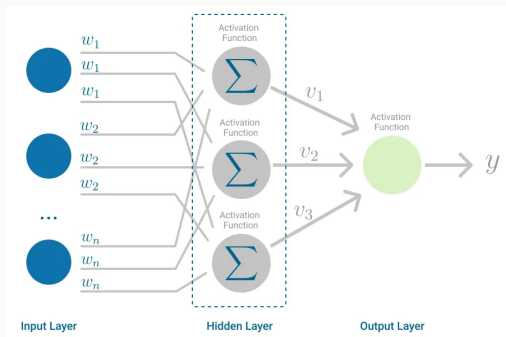 w₁
w₁
w₁
w₂
w₂
w₂
...
wₙ
wₙ
wₙ
Activation
Function
∑
Activation
Function
∑
Activation
Function
∑
v₁
v₂
v₃
Activation
Function
y
Input Layer
Hidden Layer
Output Layer